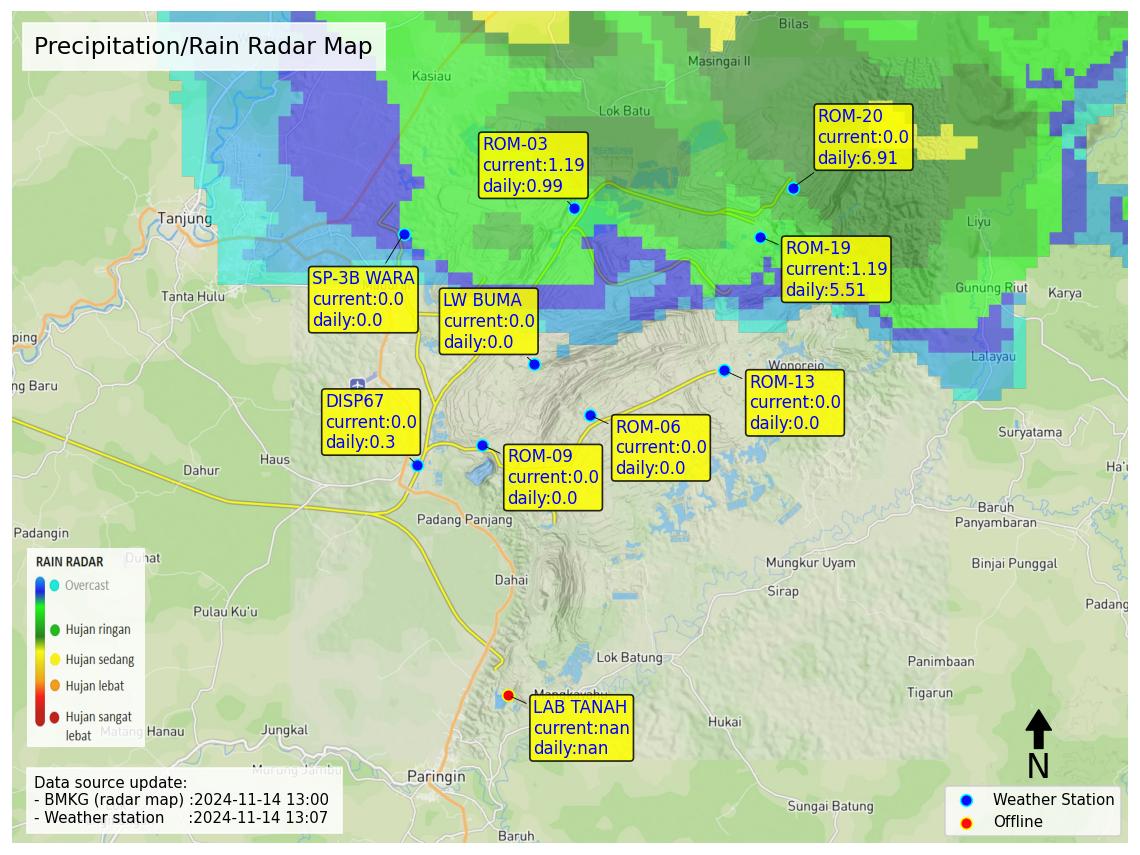 Precipitation/Rain Radar Map
Bilas
Masingai II
Kasiau
Lok Batu
ROM-20
current:0.0
daily:6.91
ROM-03
current:1.19
daily:0.99
Tanjung
Liyu
ROM-19
current:1.19
daily:5.51
SP-3B WARA
current:0.0
daily:0.0
Tanta Hulu
LW BUMA
current:0.0
daily:0.0
Gunung Riut
Karya
ping
Lalayau
Wonorejo
ng Baru
ROM-13
current:0.0
daily:0.0
DISP67
current:0.0
daily:0.3
ROM-06
current:0.0
daily:0.0
Suryatama
ROM-09
current:0.0
daily:0.0
Haus
Dahur
Ha'u
Baruh
Panyambaran
Padang Panjang
Padangin
Duhat
Mungkur Uyam
Binjai Punggal
Dahai
Sirap
Padang
Pulau Ku'u
RAIN RADAR
Overcast
Hujan ringan
Hujan sedang
Hujan lebat
Hujan sangat
lebat
Lok Batung
Panimbaan
Tigarun
LAB TANAH
current:nan
daily:nan
Hukai
Matang Hanau
Jungkal
Murung Jambu
Paringin
Data source update:
- BMKG (radar map) :2024-11-14 13:00
- Weather station :2024-11-14 13:07
N
Sungai Batung
Baruh
Weather Station
Offline